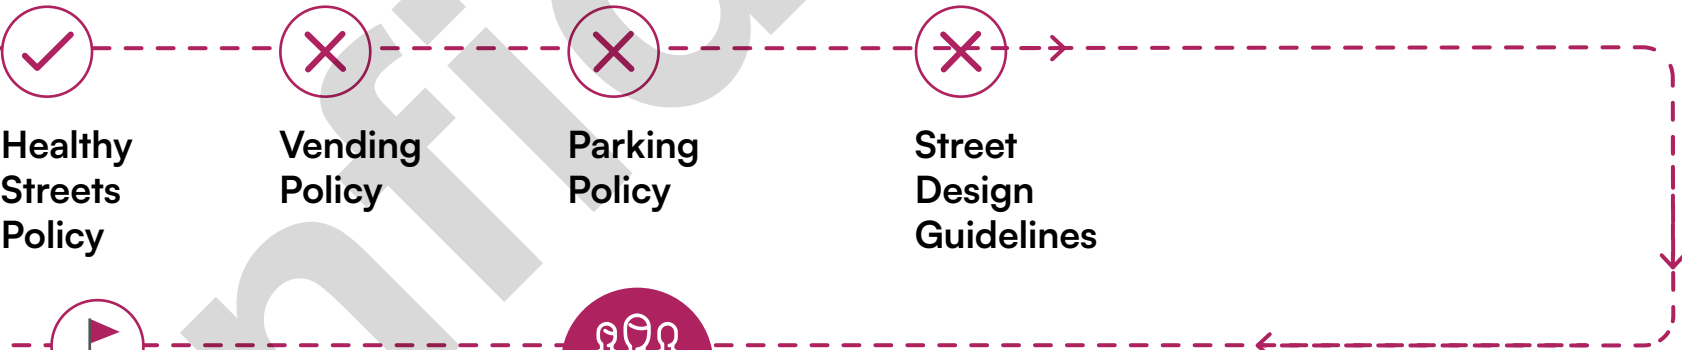 Healthy
Streets
Policy
Vending
Policy
Parking
Policy
Street
Design
Guidelines